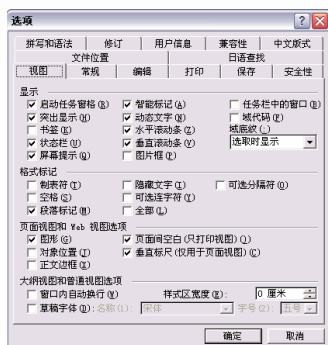 选项
拼写和语法 修订 用户信息 兼容性 中文版式
文件位置 日语查找
视图 常规 编辑 打印 保存 安全性
显示
启动任务窗格(R) 智能标记(A) 任务栏中的窗口(B)
突出显示(H) 动态文字(N) 域代码(F)
书签(K) 水平滚动条(Z) 域底纹(_)
状态栏(U) 垂直滚动条(V) 选取时显示
屏幕提示(Q) 图片框(P)
格式标记
制表符(T) 隐藏文字(I) 可选分隔符(O)
空格(S) 可选连字符(Y)
段落标记(M) 全部(L)
页面视图和 Web 视图选项
图形(G) 页面间空白(只打印视图)(1)
对象位置(J) 垂直标尺(仅用于页面视图)(C)
正文边框(X)
大纲视图和普通视图选项
窗口内自动换行(W) 样式区宽度(E): 0 厘米
草稿字体(D): 名称(1): 宋体 字号(2): 五号
确定 取消